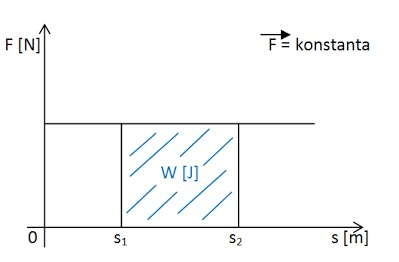 F [N]
F = konstanta
W [J]
0
s₁
s₂
s [m]